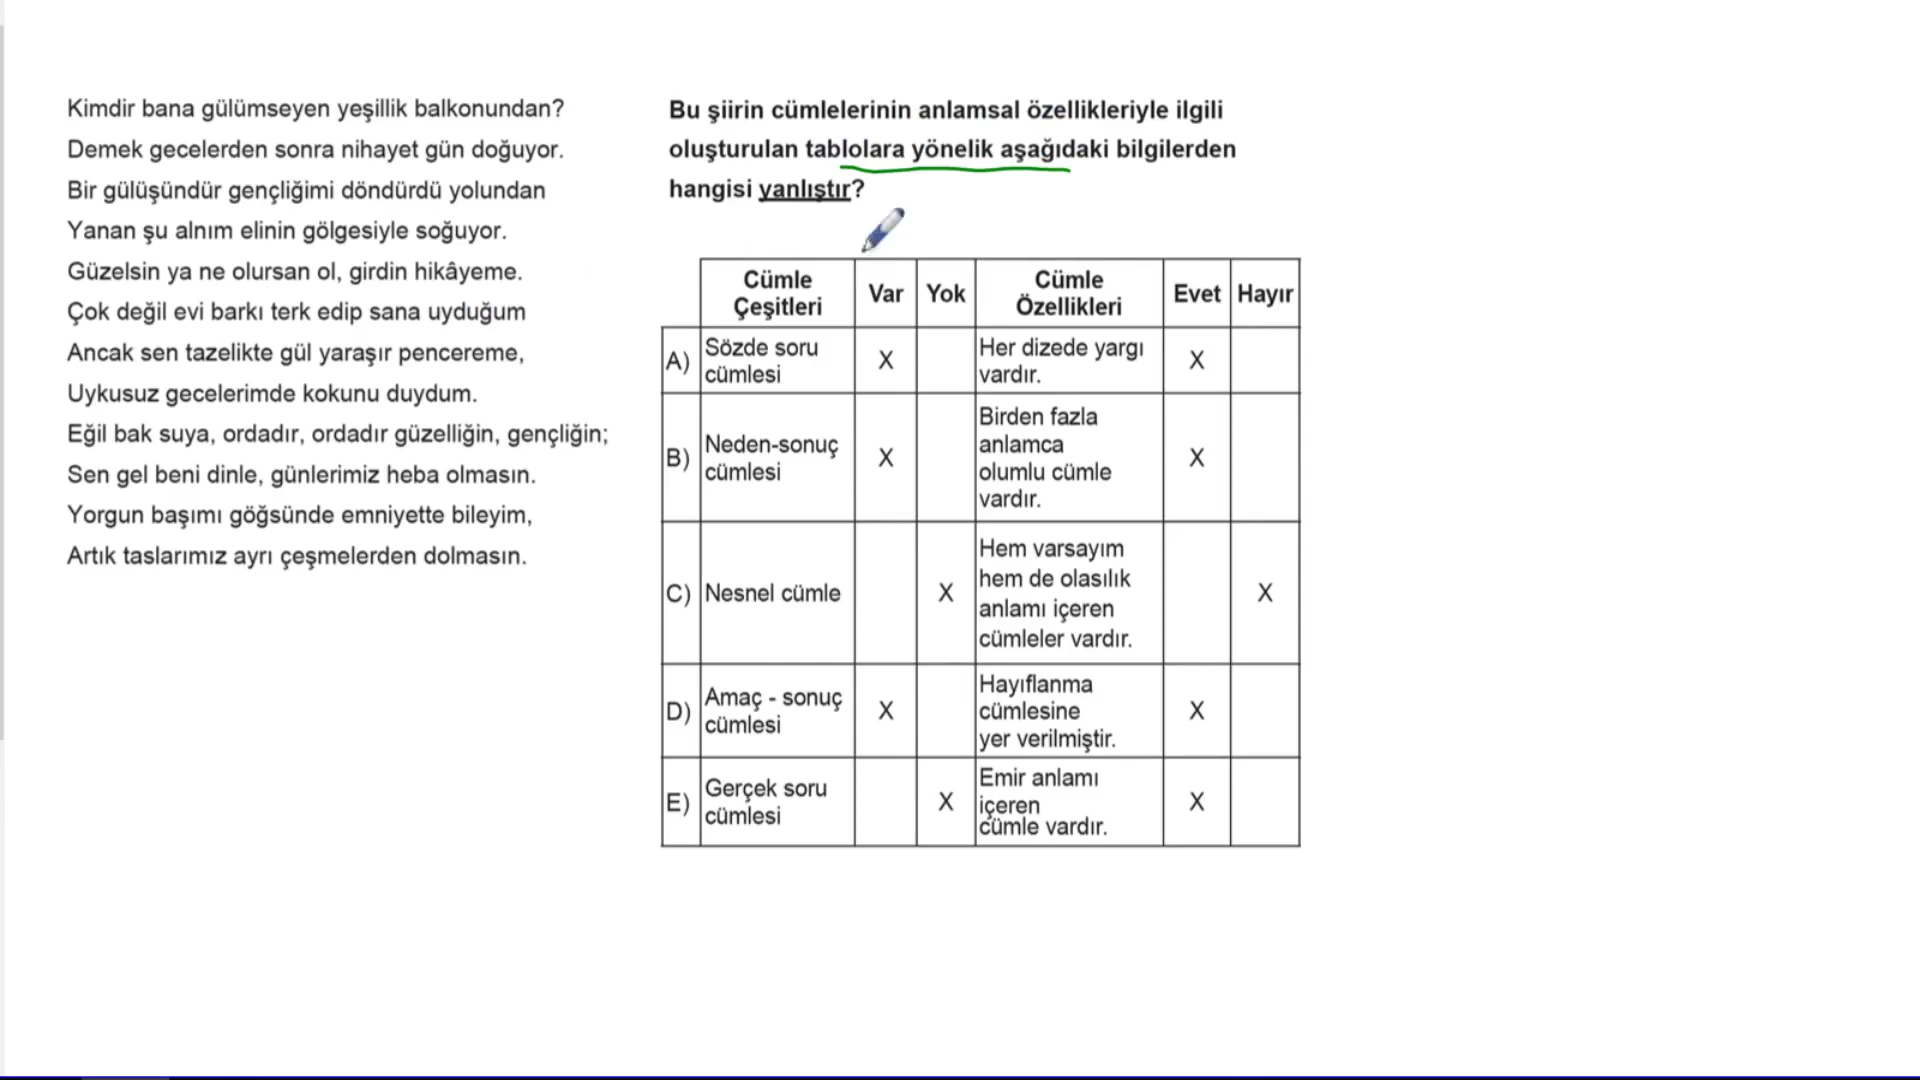 Kimdir bana gülümseyen yeşillik balkonundan?
Demek gecelerden sonra nihayet gün doğuyor.
Bir gülüşündür gençliğimi döndürdü yolundan
Yanan şu alnım elinin gölgesiyle soğuyor.
Güzelsin ya ne olursan ol, girdin hikâyeme.
Çok değil evi barkı terk edip sana uyduğum
Ancak sen tazelikte gül yaraşır pencereme,
Uykusuz gecelerimde kokunu duydum.
Eğil bak suya, ordadır, ordadır güzelliğin, gençliğin;
Sen gel beni dinle, günlerimiz heba olmasın.
Yorgun başımı göğsünde emniyette bileyim,
Artık taslarımız ayrı çeşmelerden dolmasın.
Bu şiirin cümlelerinin anlamsal özellikleriyle ilgili
oluşturulan tablolara yönelik aşağıdaki bilgilerden
hangisi yanlıştır?
Cümle
Çeşitleri
Var
Yok
Cümle
Özellikleri
Evet
Hayır
A)
Sözde soru
cümlesi
X
Her dizede yargı
vardır.
X
B)
Neden-sonuç
cümlesi
X
Birden fazla
anlamca
olumlu cümle
vardır.
X
C)
Nesnel cümle
X
Hem varsayım
hem de olasılık
anlamı içeren
cümleler vardır.
X
D)
Amaç - sonuç
cümlesi
X
Hayıflanma
cümlesine
yer verilmiştir.
X
E)
Gerçek soru
cümlesi
X
Emir anlamı
içeren
cümle vardır.
X